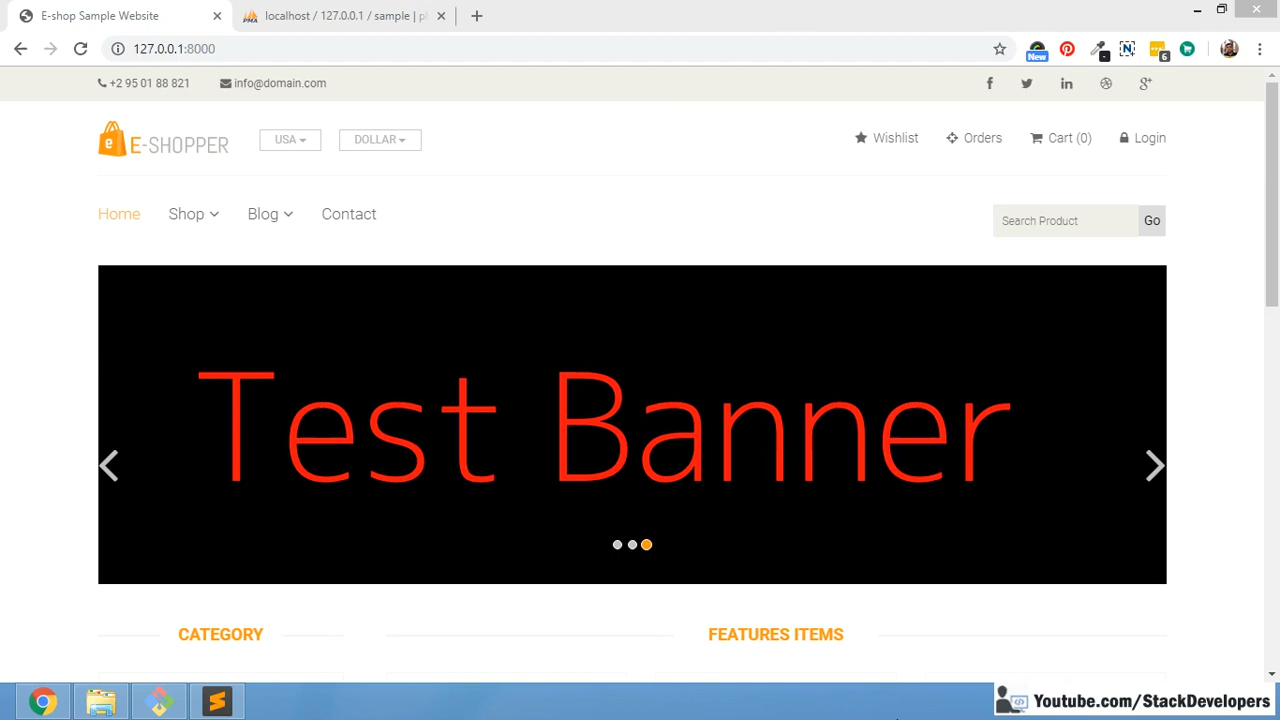 E-shop Sample Website
localhost / 127.0.0.1 / sample | p
127.0.0.1:8000
New
6
+2 95 01 88 821
info@domain.com
E-SHOPPER
USA
DOLLAR
Wishlist
Orders
Cart (0)
Login
Home
Shop
Blog
Contact
Search Product
Go
Test Banner
CATEGORY
FEATURES ITEMS
Youtube.com/StackDevelopers